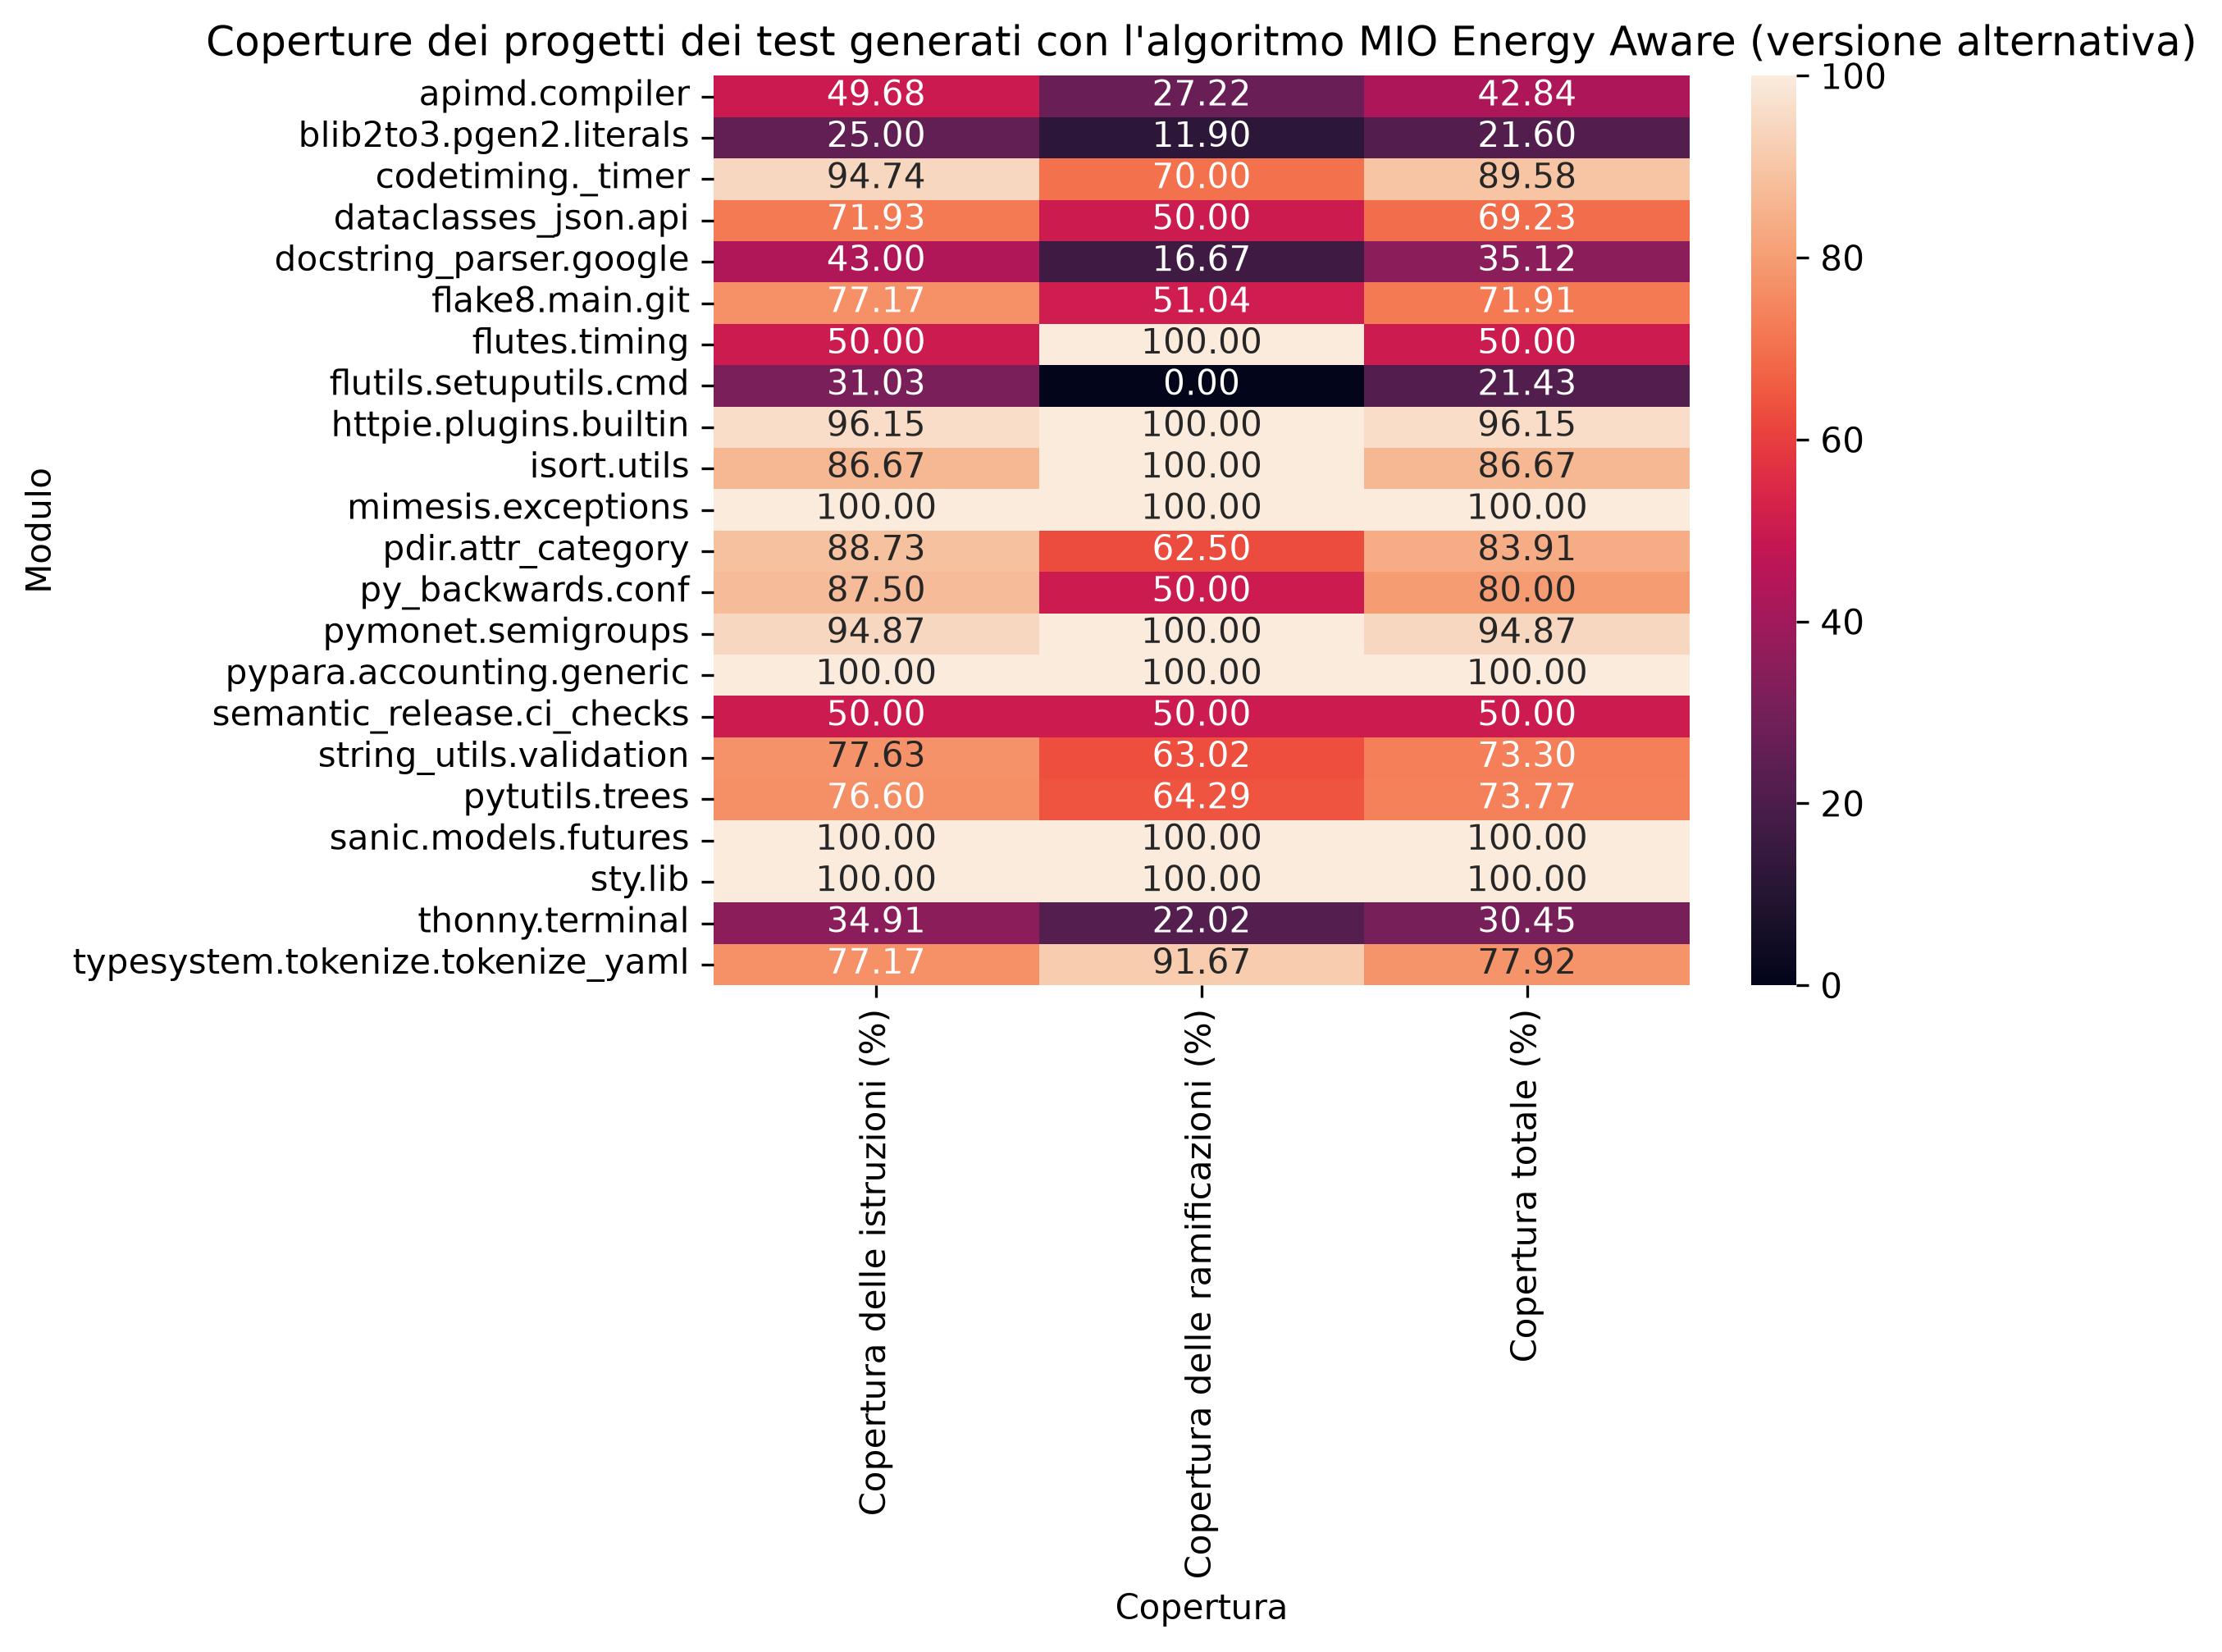 Coperture dei progetti dei test generati con l'algoritmo MIO Energy Aware (versione alternativa)
apimd.compiler 49.68 27.22 42.84
blib2to3.pgen2.literals 25.00 11.90 21.60
codetiming._timer 94.74 70.00 89.58
dataclasses_json.api 71.93 50.00 69.23
docstring_parser.google 43.00 16.67 35.12
flake8.main.git 77.17 51.04 71.91
flutes.timing 50.00 100.00 50.00
flutils.setuputils.cmd 31.03 0.00 21.43
httpie.plugins.builtin 96.15 100.00 96.15
isort.utils 86.67 100.00 86.67
mimesis.exceptions 100.00 100.00 100.00
pdir.attr_category 88.73 62.50 83.91
py_backwards.conf 87.50 50.00 80.00
pymonet.semigroups 94.87 100.00 94.87
pypara.accounting.generic 100.00 100.00 100.00
semantic_release.ci_checks 50.00 50.00 50.00
string_utils.validation 77.63 63.02 73.30
pytutils.trees 76.60 64.29 73.77
sanic.models.futures 100.00 100.00 100.00
sty.lib 100.00 100.00 100.00
thonny.terminal 34.91 22.02 30.45
typesystem.tokenize.tokenize_yaml 77.17 91.67 77.92
Modulo
Copertura delle istruzioni (%)
Copertura delle ramificazioni (%)
Copertura totale (%)
Copertura
100
80
60
40
20
0